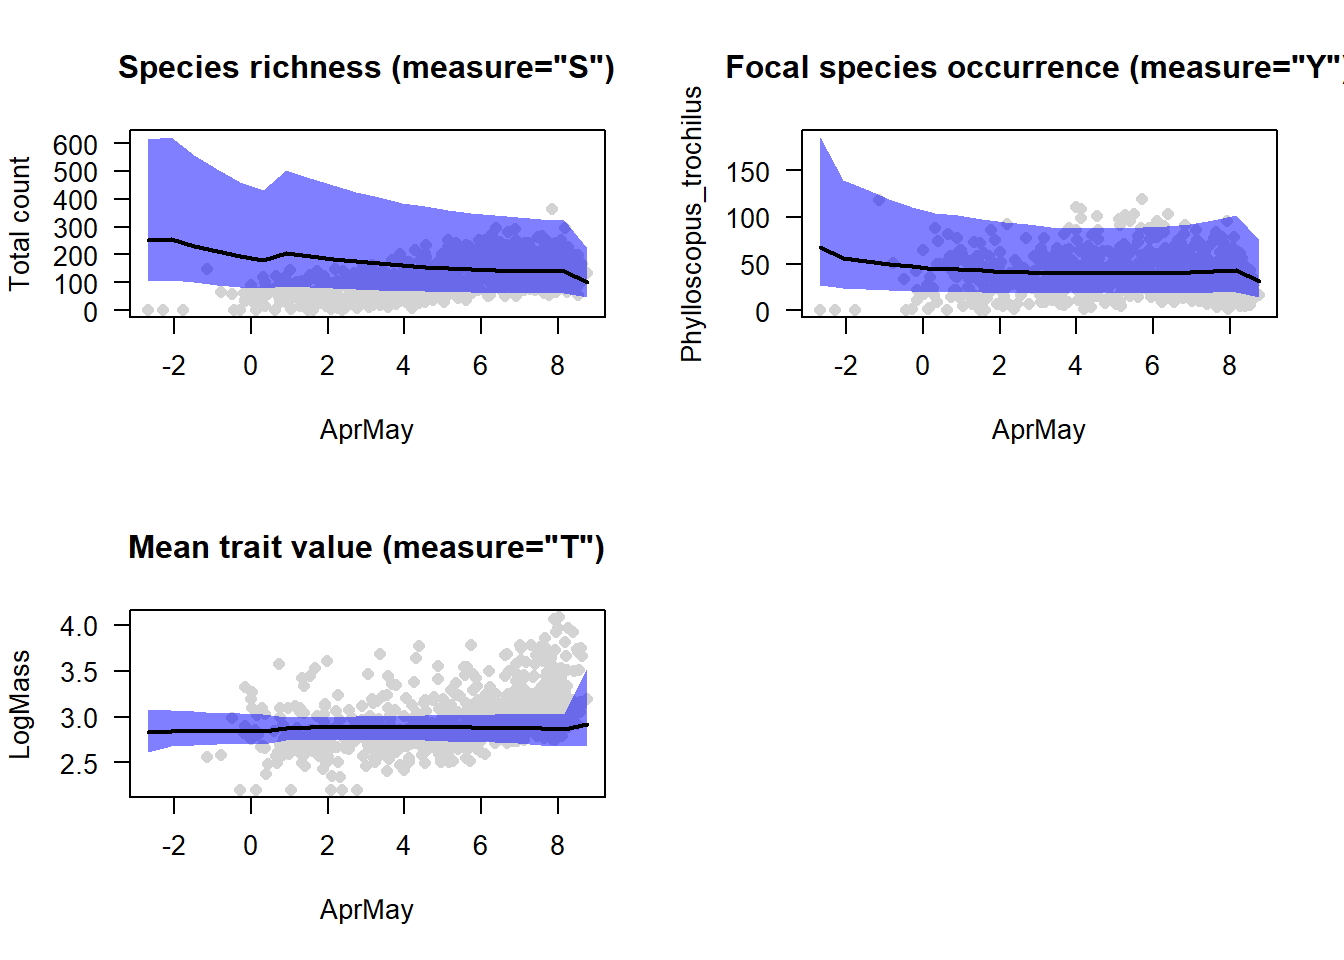 Species richness (measure="S")
Total count
600
500
400
300
200
100
0
-2 0 2 4 6 8
AprMay
Focal species occurrence (measure="Y")
Phylloscopus_trochilus
150
100
50
0
-2 0 2 4 6 8
AprMay
Mean trait value (measure="T")
LogMass
4.0
3.5
3.0
2.5
-2 0 2 4 6 8
AprMay